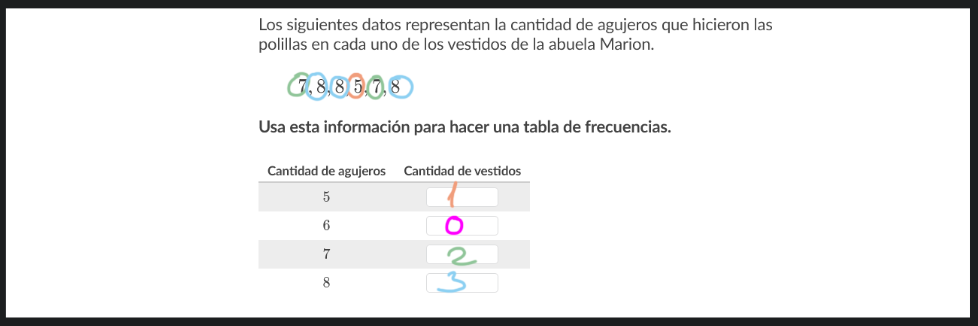 Los siguientes datos representan la cantidad de agujeros que hicieron las
polillas en cada uno de los vestidos de la abuela Marion.
7, 8, 8, 5, 7, 8
Usa esta información para hacer una tabla de frecuencias.
Cantidad de agujeros Cantidad de vestidos
5 1
6 0
7 2
8 3